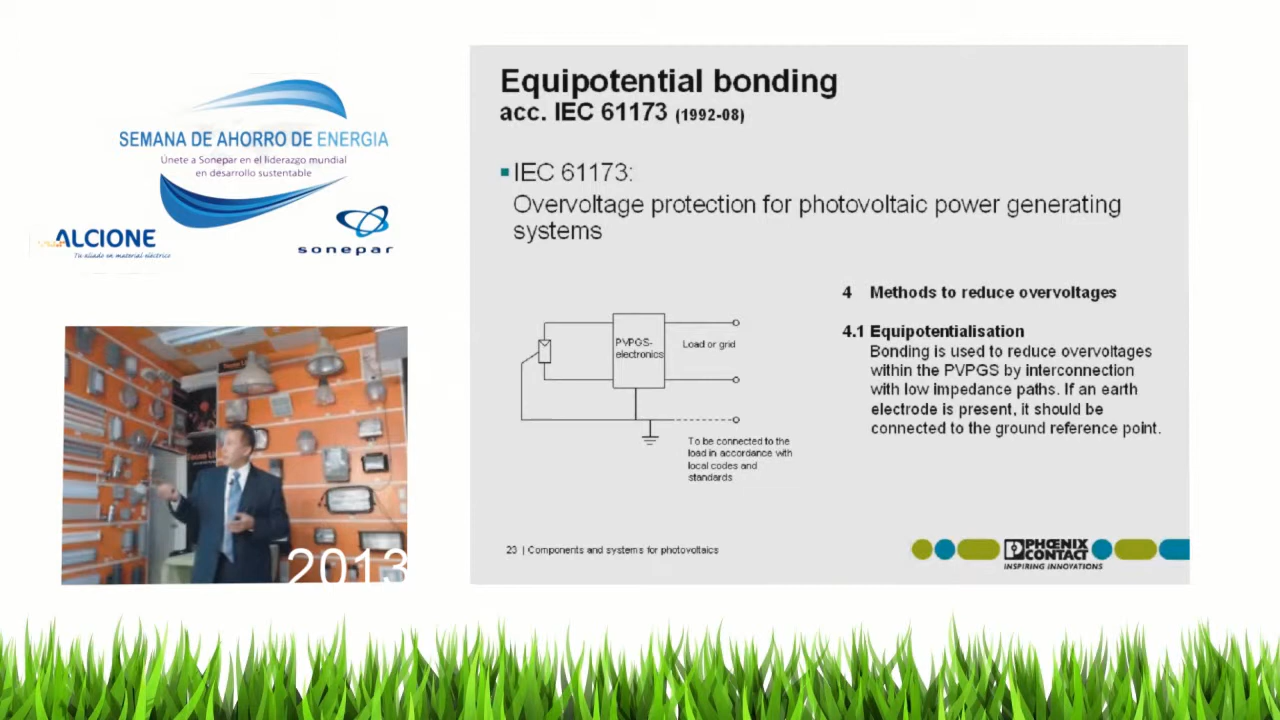 SEMANA DE AHORRO DE ENERGIA
Únete a Sonepar en el liderazgo mundial
en desarrollo sustentable
ALCIONE
Tu aliado en material eléctrico
sonepar
2013
Equipotential bonding
acc. IEC 61173 (1992-08)
IEC 61173:
Overvoltage protection for photovoltaic power generating
systems
PVPGS-
electronics
Load or grid
To be connected to the
load in accordance with
local codes and
standards
4 Methods to reduce overvoltages
4.1 Equipotentialisation
Bonding is used to reduce overvoltages
within the PVPGS by interconnection
with low impedance paths. If an earth
electrode is present, it should be
connected to the ground reference point.
23 | Components and systems for photovoltaics
PHŒNIX
CONTACT
INSPIRING INNOVATIONS